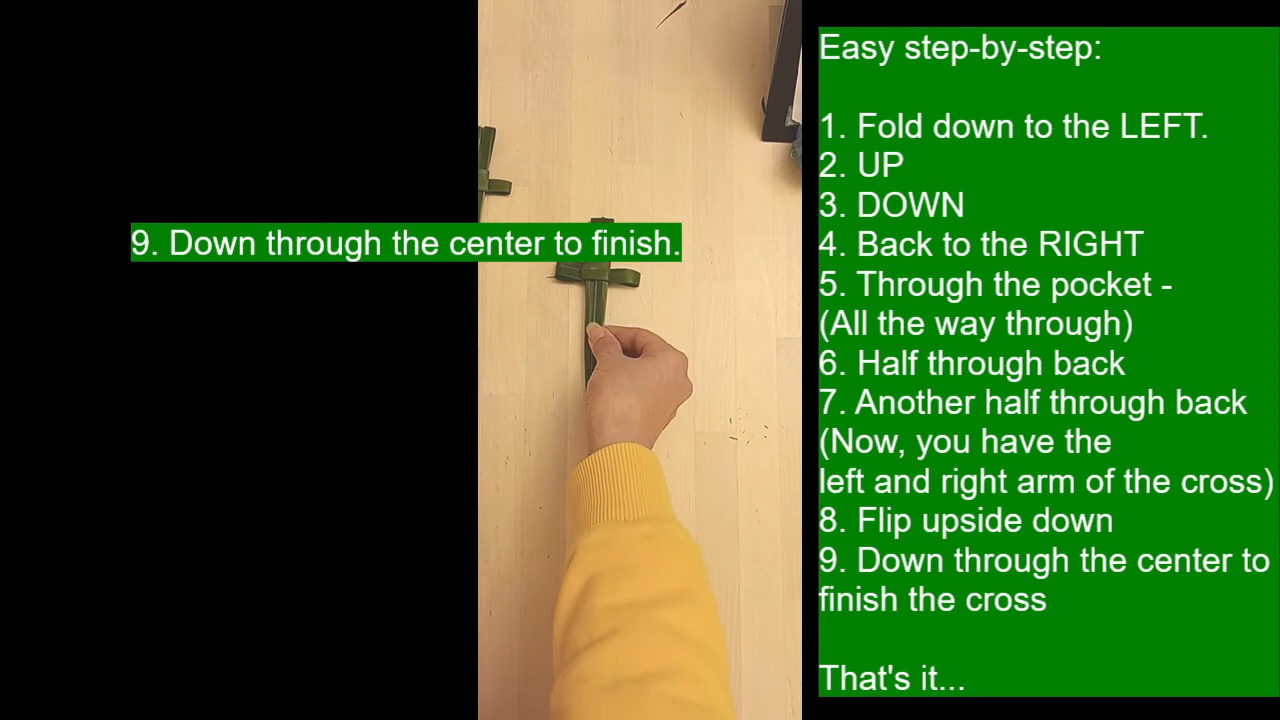 9. Down through the center to finish.
Easy step-by-step:
1. Fold down to the LEFT.
2. UP
3. DOWN
4. Back to the RIGHT
5. Through the pocket -
(All the way through)
6. Half through back
7. Another half through back
(Now, you have the
left and right arm of the cross)
8. Flip upside down
9. Down through the center to
finish the cross
That's it...